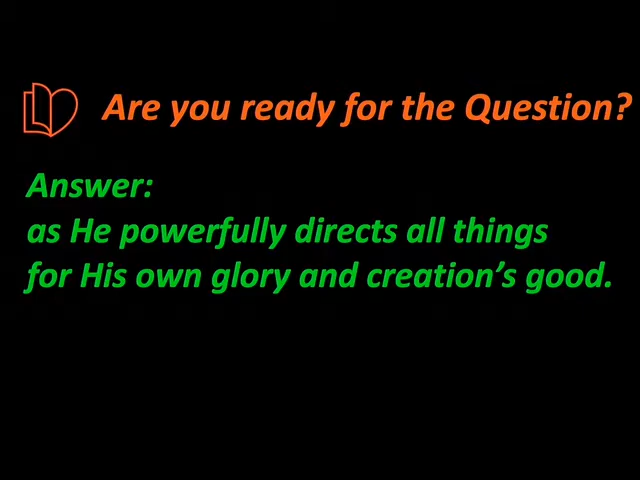 Are you ready for the Question?
Answer:
as He powerfully directs all things
for His own glory and creation’s good.